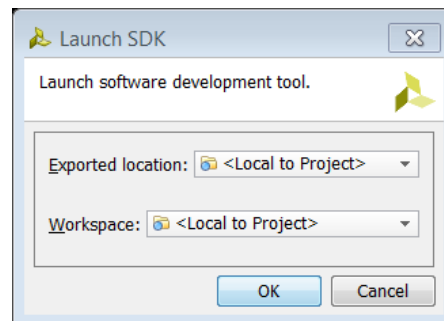 Launch SDK
Launch software development tool.
Exported location: <Local to Project>
Workspace: <Local to Project>
OK Cancel